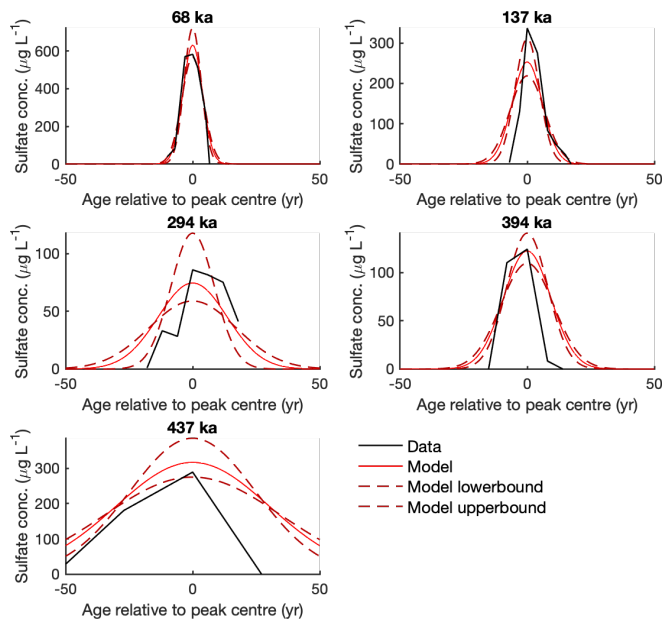 68 ka
Sulfate conc. (μg L⁻¹)
600
400
200
0
-50
0
50
Age relative to peak centre (yr)
137 ka
Sulfate conc. (μg L⁻¹)
300
200
100
0
-50
0
50
Age relative to peak centre (yr)
294 ka
Sulfate conc. (μg L⁻¹)
100
50
0
-50
0
50
Age relative to peak centre (yr)
394 ka
Sulfate conc. (μg L⁻¹)
120
80
40
0
-50
0
50
Age relative to peak centre (yr)
437 ka
Sulfate conc. (μg L⁻¹)
300
200
100
0
-50
0
50
Age relative to peak centre (yr)
Data
Model
Model lowerbound
Model upperbound